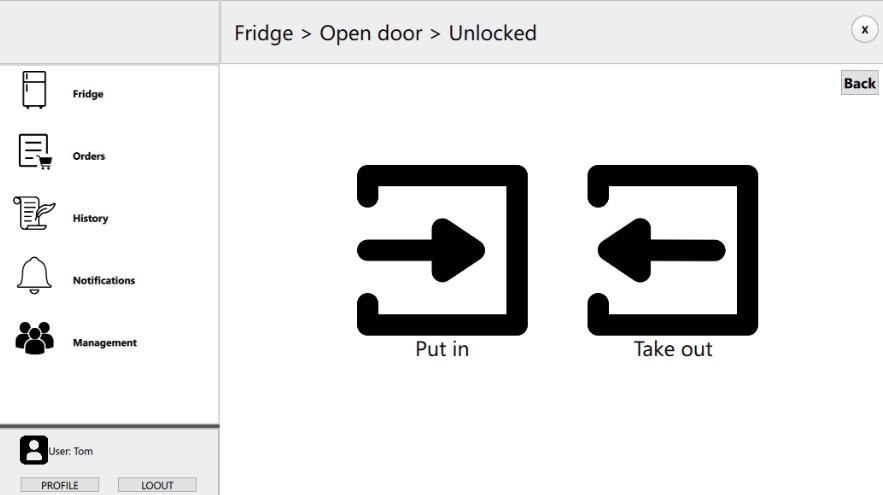 Fridge > Open door > Unlocked
x
Back
Fridge
Orders
History
Notifications
Management
Put in
Take out
User: Tom
PROFILE
LOOUT